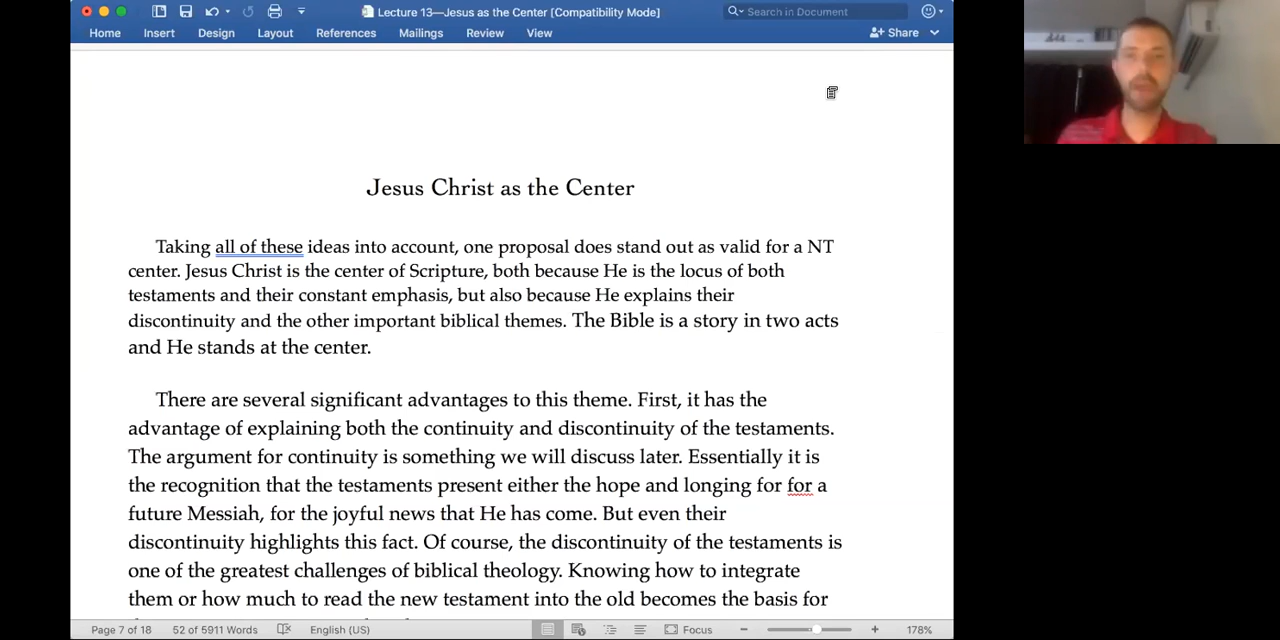 Lecture 13—Jesus as the Center [Compatibility Mode]
Search in Document
Home Insert Design Layout References Mailings Review View
Share
Jesus Christ as the Center
Taking all of these ideas into account, one proposal does stand out as valid for a NT
center. Jesus Christ is the center of Scripture, both because He is the locus of both
testaments and their constant emphasis, but also because He explains their
discontinuity and the other important biblical themes. The Bible is a story in two acts
and He stands at the center.
There are several significant advantages to this theme. First, it has the
advantage of explaining both the continuity and discontinuity of the testaments.
The argument for continuity is something we will discuss later. Essentially it is
the recognition that the testaments present either the hope and longing for for a
future Messiah, for the joyful news that He has come. But even their
discontinuity highlights this fact. Of course, the discontinuity of the testaments is
one of the greatest challenges of biblical theology. Knowing how to integrate
them or how much to read the new testament into the old becomes the basis for
Page 7 of 18 52 of 5911 Words English (US) Focus 178%